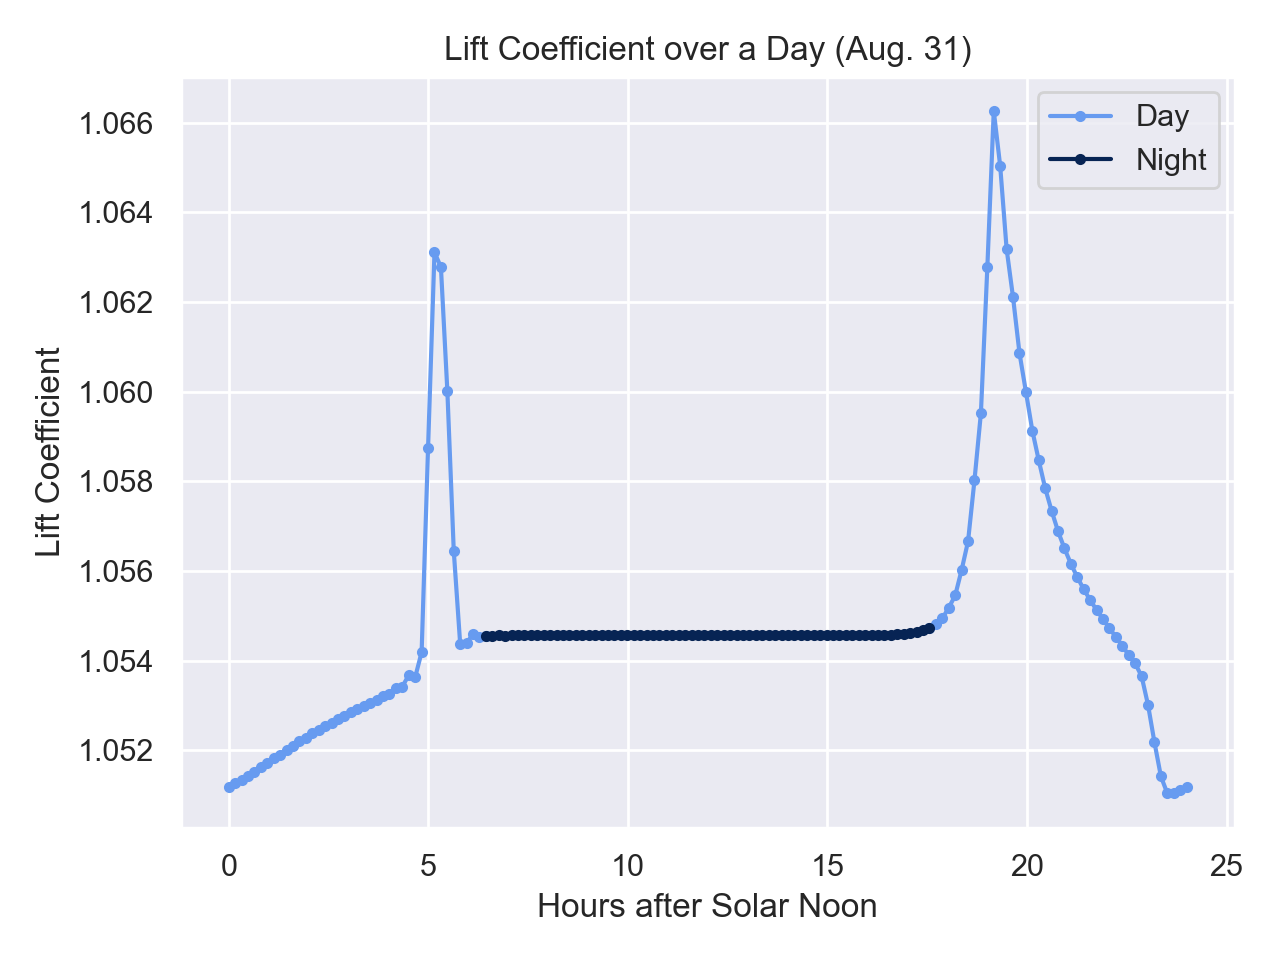 Lift Coefficient over a Day (Aug. 31)
Day
Night
1.066
1.064
1.062
1.060
1.058
1.056
1.054
1.052
Lift Coefficient
0 5 10 15 20 25
Hours after Solar Noon